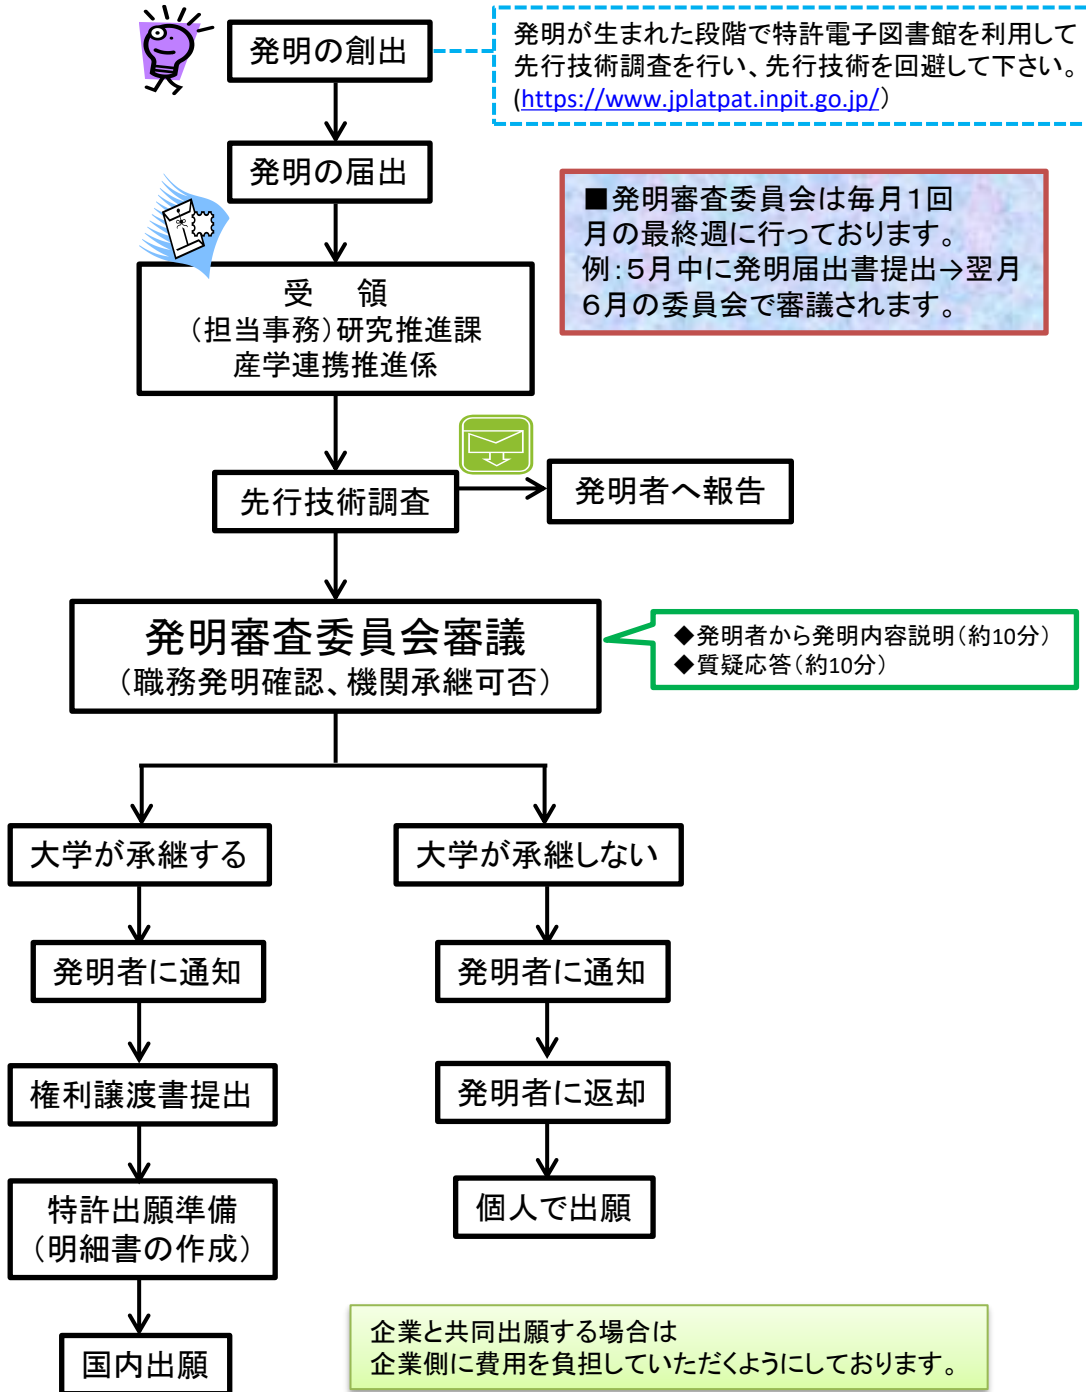 発明の創出
発明が生まれた段階で特許電子図書館を利用して
先行技術調査を行い、先行技術を回避して下さい。
(https://www.jplatpat.inpit.go.jp/）
発明の届出
■発明審査委員会は毎月１回
月の最終週に行っております。
例：５月中に発明届出書提出→翌月
６月の委員会で審議されます。
受　領
（担当事務）研究推進課
産学連携推進係
先行技術調査
発明者へ報告
発明審査委員会審議
（職務発明確認、機関承継可否）
◆発明者から発明内容説明（約10分）
◆質疑応答（約10分）
大学が承継する
大学が承継しない
発明者に通知
発明者に通知
権利譲渡書提出
発明者に返却
特許出願準備
（明細書の作成）
個人で出願
国内出願
企業と共同出願する場合は
企業側に費用を負担していただくようにしております。